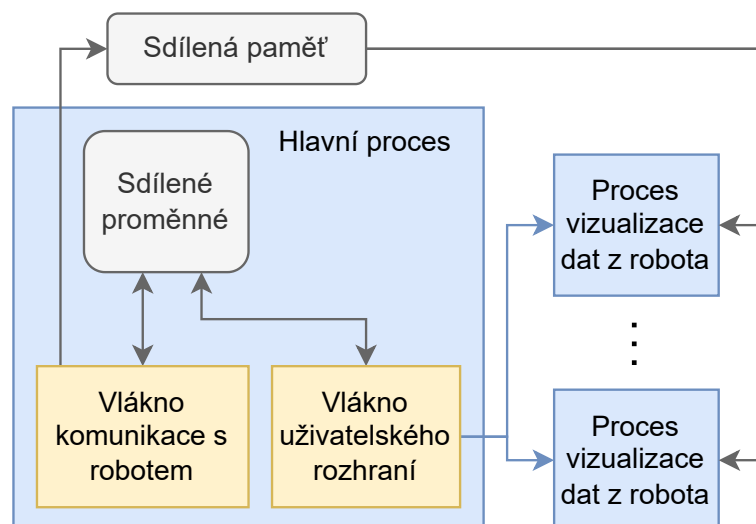 Sdílená paměť
Hlavní proces
Sdílené
proměnné
Proces
vizualizace
dat z robota
Vlákno
komunikace s
robotem
Vlákno
uživatelského
rozhraní
Proces
vizualizace
dat z robota